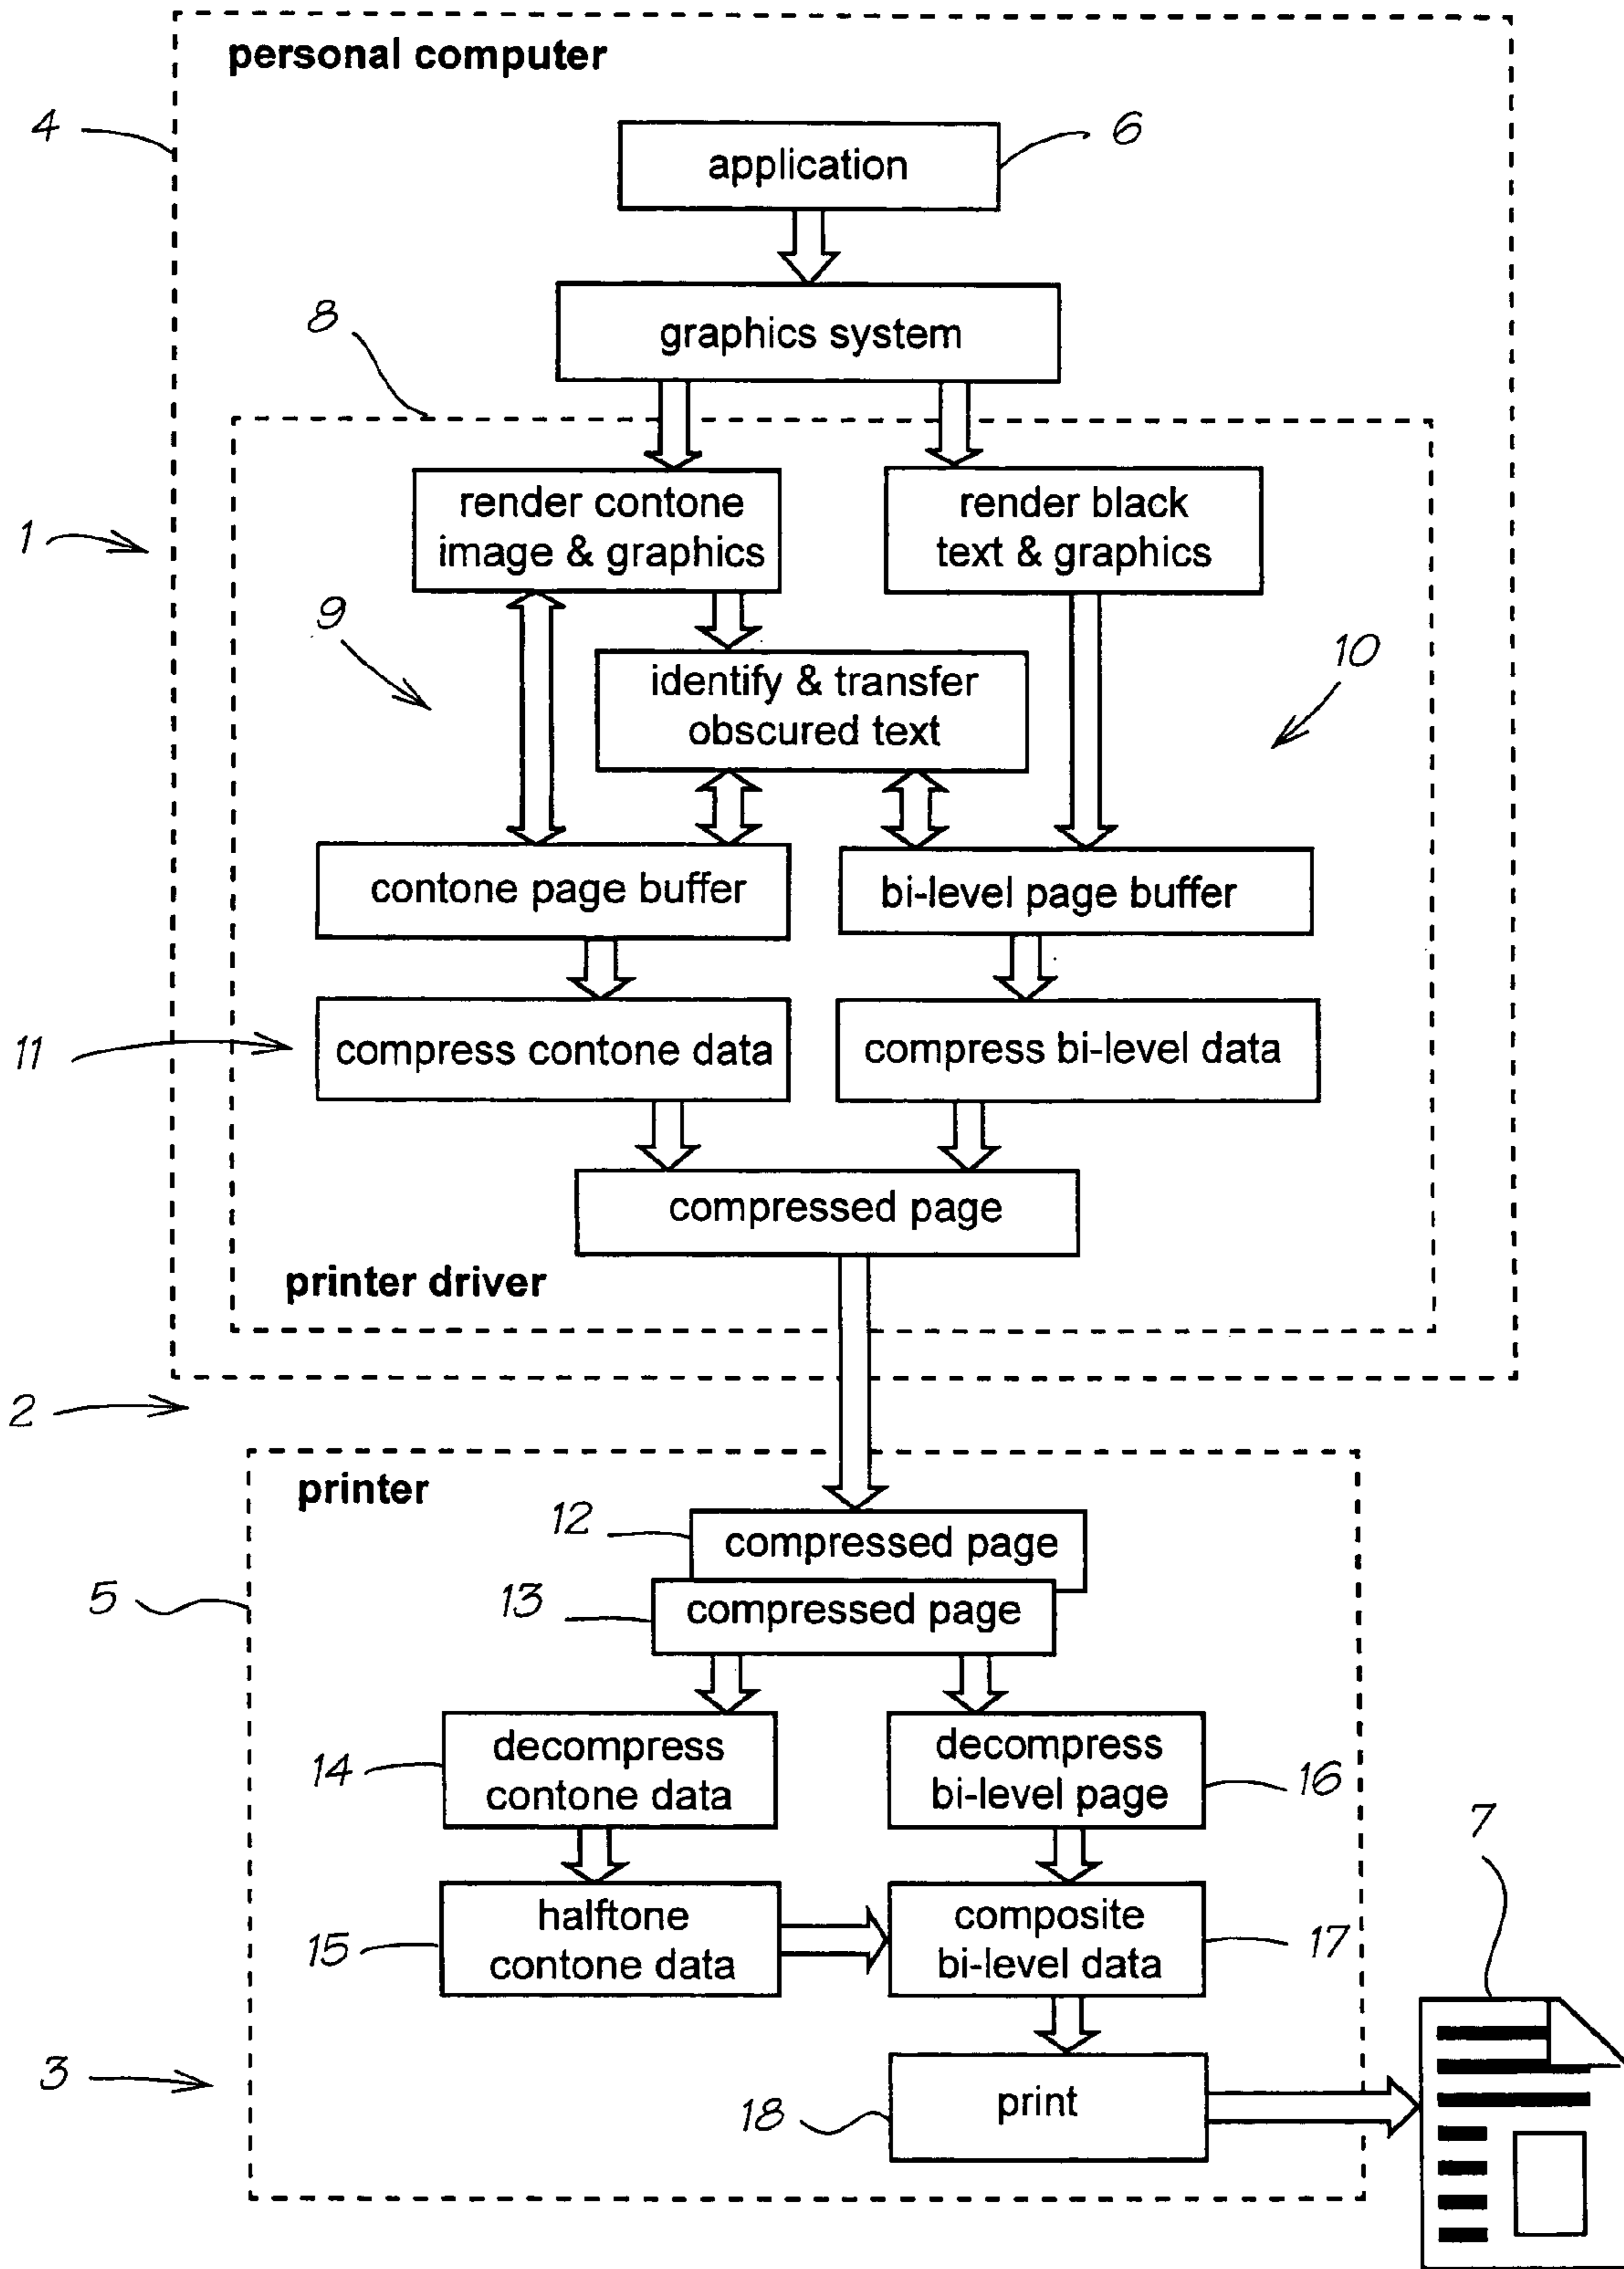 personal computer
4
6
application
8
graphics system
1
render contone
image & graphics
render black
text & graphics
9
10
identify & transfer
obscured text
contone page buffer
bi-level page buffer
11
compress contone data
compress bi-level data
compressed page
printer driver
2
printer
12
compressed page
5
13
compressed page
14
decompress
contone data
decompress
bi-level page
16
7
15
halftone
contone data
composite
bi-level data
17
3
18
print